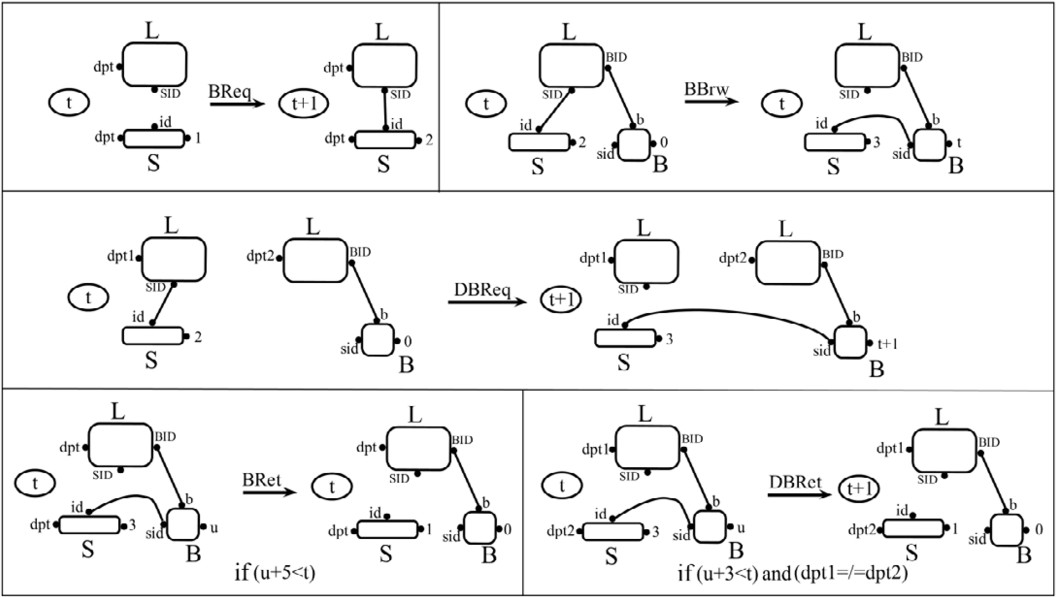 L L
dpt SID BReq dpt SID
t t+1
dpt id 1 dpt id 2
S S
L L
BID BBrw BID
t SID t SID
id 2 sid b 0 id 3 sid b t
S B S B
L L L L
dpt1 dpt2 BID dpt1 dpt2 BID
t SID DBReq t+1 SID
id b id b
2 sid 0 3 sid t+1
S B S B
L L
dpt BID dpt BID
t SID BRet t SID
id b id b
dpt 3 sid u dpt 1 sid 0
S B S B
if (u+5<t)
L L
dpt1 BID dpt1 BID
t SID DBRet t+1 SID
id b id b
dpt2 3 sid u dpt2 1 sid 0
S B S B
if (u+3<t) and (dpt1=/=dpt2)